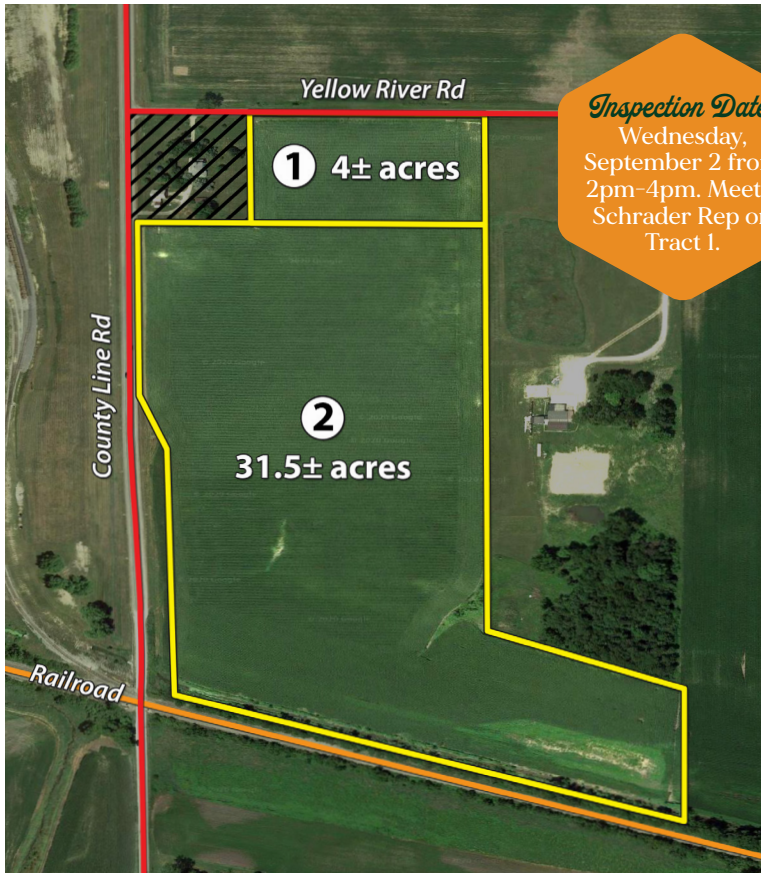 Yellow River Rd
Inspection Date
Wednesday,
September 2 from
2pm-4pm. Meet
Schrader Rep on
Tract 1.
1 4± acres
County Line Rd
2
31.5± acres
Railroad